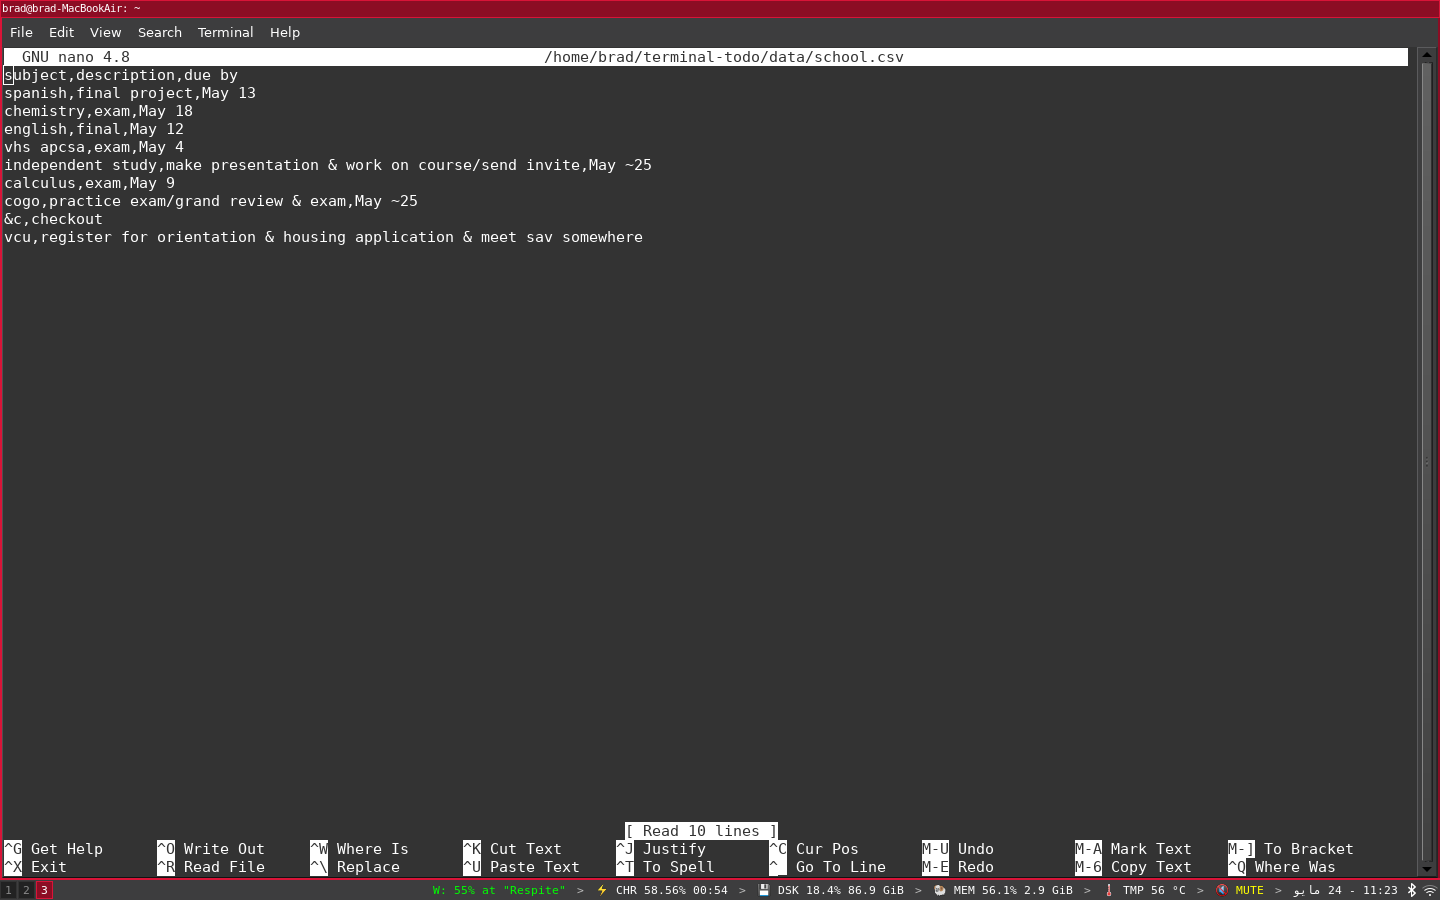 brad@brad-MacBookAir: ~
File Edit View Search Terminal Help
GNU nano 4.8 /home/brad/terminal-todo/data/school.csv
subject,description,due by
spanish,final project,May 13
chemistry,exam,May 18
english,final,May 12
vhs apcsa,exam,May 4
independent study,make presentation & work on course/send invite,May ~25
calculus,exam,May 9
cogo,practice exam/grand review & exam,May ~25
&c,checkout
vcu,register for orientation & housing application & meet sav somewhere
[ Read 10 lines ]
^G Get Help ^O Write Out ^W Where Is ^K Cut Text ^J Justify ^C Cur Pos M-U Undo M-A Mark Text M-] To Bracket
^X Exit ^R Read File ^\ Replace ^U Paste Text ^T To Spell ^_ Go To Line M-E Redo M-6 Copy Text ^Q Where Was
1 2 3 W: 55% at "Respite" > ⚡ CHR 58.56% 00:54 > DSK 18.4% 86.9 GiB > MEM 56.1% 2.9 GiB > TMP 56 °C > MUTE > مايو 24 - 11:23